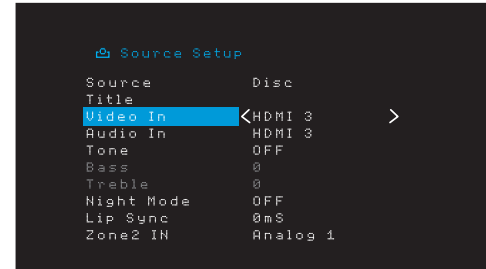 Source Setup
Source Disc
Title
Video In <HDMI 3 >
Audio In HDMI 3
Tone OFF
Bass 0
Treble 0
Night Mode OFF
Lip Sync 0mS
Zone2 IN Analog 1